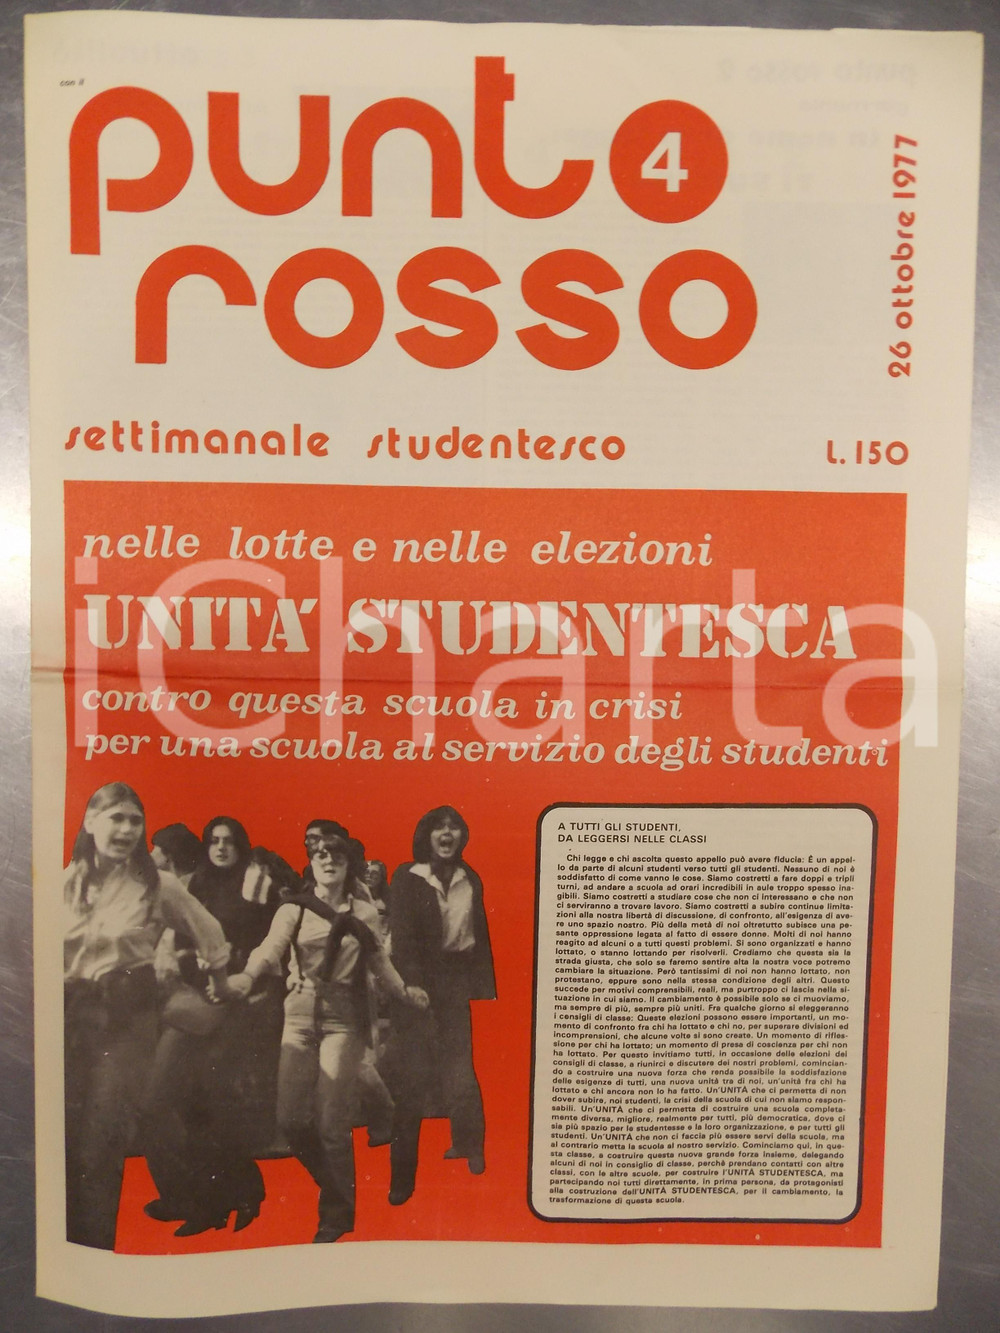 con il
punto 4
rosso
26 ottobre 1977
settimanale studentesco
L. 150
nelle lotte e nelle elezioni
UNITA' STUDENTESCA
contro questa scuola in crisi
per una scuola al servizio degli studenti
iCharta
A TUTTI GLI STUDENTI,
DA LEGGERSI NELLE CLASSI
Chi legge e chi ascolta questo appello può avere fiducia: È un appel-
lo da parte di alcuni studenti verso tutti gli studenti. Nessuno di noi è
soddisfatto di come vanno le cose. Siamo costretti a fare doppi e tripli
turni, ad andare a scuola ad orari incredibili in aule troppo spesso ina-
gibili. Siamo costretti a studiare cose che non ci interessano e che non
ci serviranno a trovare lavoro. Siamo costretti a subire continue limita-
zioni alla nostra libertà di discussione, di confronto, all'esigenza di ave-
re uno spazio nostro. Più della metà di noi oltretutto subisce una pe-
sante oppressione legata al fatto di essere donne. Molti di noi hanno
reagito ad alcuni o a tutti questi problemi. Si sono organizzati e hanno
lottato, o stanno lottando per risolverli. Crediamo che questa sia la
strada giusta, che solo se faremo sentire alta la nostra voce potremo
cambiare la situazione. Però tantissimi di noi non hanno lottato, non
protestano, eppure sono nella stessa condizione degli altri. Questo
succede per motivi comprensibili, reali, ma purtroppo ci lascia nella si-
tuazione in cui siamo. Il cambiamento è possibile solo se ci muoviamo,
ma sempre di più, sempre più uniti. Fra qualche giorno si eleggeranno
i consigli di classe: Queste elezioni possono essere importanti, un mo-
mento di confronto fra chi ha lottato e chi no, per superare divisioni ed
incomprensioni, che alcune volte si sono create. Un momento di rifles-
sione per chi ha lottato; un momento di presa di coscienza per chi non
ha lottato. Per questo invitiamo tutti, in occasione delle elezioni dei
consigli di classe, a riunirci e discutere dei nostri problemi, comincian-
do a costruire una nuova forza che renda possibile la soddisfazione
delle esigenze di tutti, una nuova unità tra di noi, un'unità fra chi ha
lottato e chi ancora non lo ha fatto. Un'UNITÀ che ci permetta di non
dover subire, noi studenti, la crisi della scuola di cui non siamo respon-
sabili. Un'UNITÀ che ci permetta di costruire una scuola completa-
mente diversa, migliore, realmente per tutti, più democratica, dove ci
sia più spazio per le studentesse e la loro organizzazione, e per tutti gli
studenti. Un'UNITÀ che non ci faccia più essere servi della scuola, ma
al contrario metta la scuola al nostro servizio. Cominciamo qui, in que-
sta classe, a costruire questa nuova grande forza insieme, delegando
alcuni di noi in consiglio di classe, perché prendano contatti con altre
classi, con le altre scuole, per costruire l'UNITÀ STUDENTESCA, ma
partecipando noi tutti direttamente, in prima persona, da protagonisti
alla costruzione dell'UNITÀ STUDENTESCA, per il cambiamento, la
trasformazione di questa scuola.